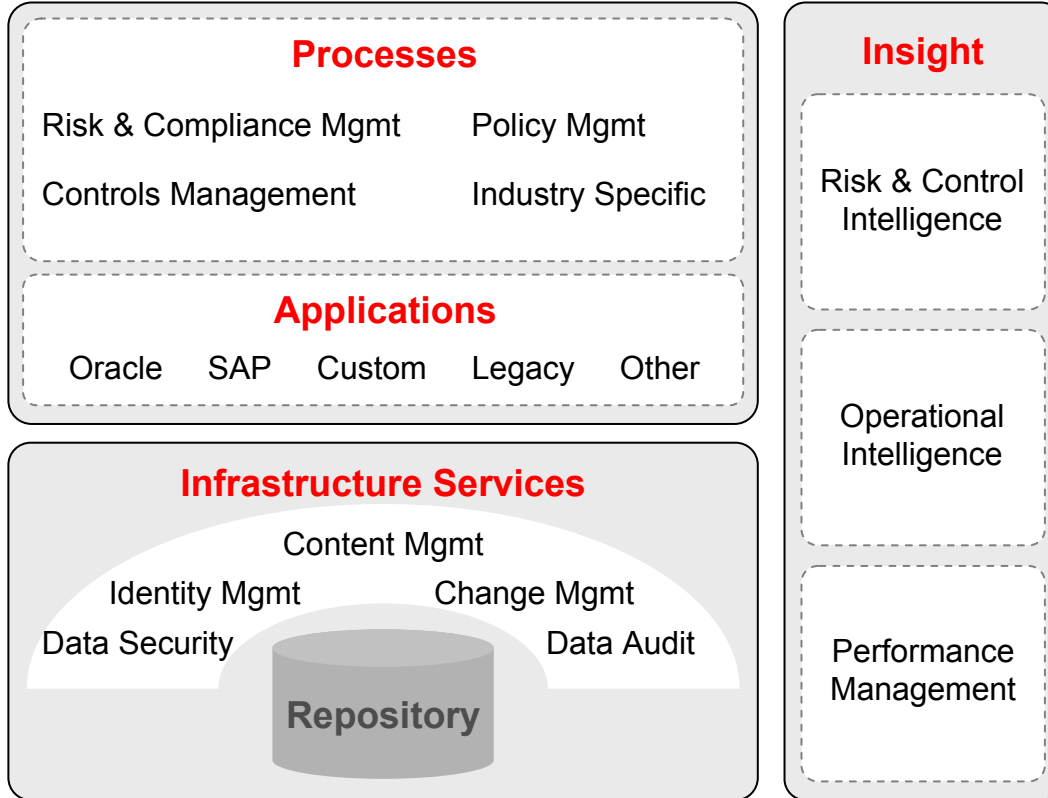 Processes
Risk & Compliance Mgmt Policy Mgmt
Controls Management Industry Specific
Applications
Oracle SAP Custom Legacy Other
Infrastructure Services
Content Mgmt
Identity Mgmt Change Mgmt
Data Security Data Audit
Repository
Insight
Risk & Control
Intelligence
Operational
Intelligence
Performance
Management